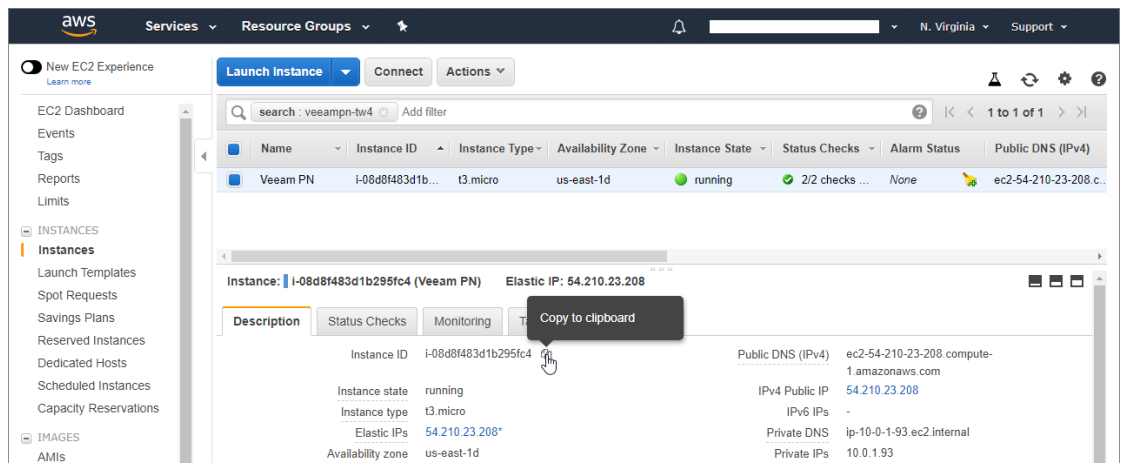 aws Services Resource Groups N. Virginia Support
New EC2 Experience
Learn more
EC2 Dashboard
Events
Tags
Reports
Limits
INSTANCES
Instances
Launch Templates
Spot Requests
Savings Plans
Reserved Instances
Dedicated Hosts
Scheduled Instances
Capacity Reservations
IMAGES
AMIs
Launch Instance Connect Actions
search : veeampn-tw4 Add filter 1 to 1 of 1
Name Instance ID Instance Type Availability Zone Instance State Status Checks Alarm Status Public DNS (IPv4)
Veeam PN i-08d8f483d1b... t3.micro us-east-1d running 2/2 checks ... None ec2-54-210-23-208.c...
Instance: i-08d8f483d1b295fc4 (Veeam PN) Elastic IP: 54.210.23.208
Description Status Checks Monitoring
Copy to clipboard
Instance ID i-08d8f483d1b295fc4
Instance state running
Instance type t3.micro
Elastic IPs 54.210.23.208*
Availability zone us-east-1d
Public DNS (IPv4) ec2-54-210-23-208.compute-
1.amazonaws.com
IPv4 Public IP 54.210.23.208
IPv6 IPs -
Private DNS ip-10-0-1-93.ec2.internal
Private IPs 10.0.1.93